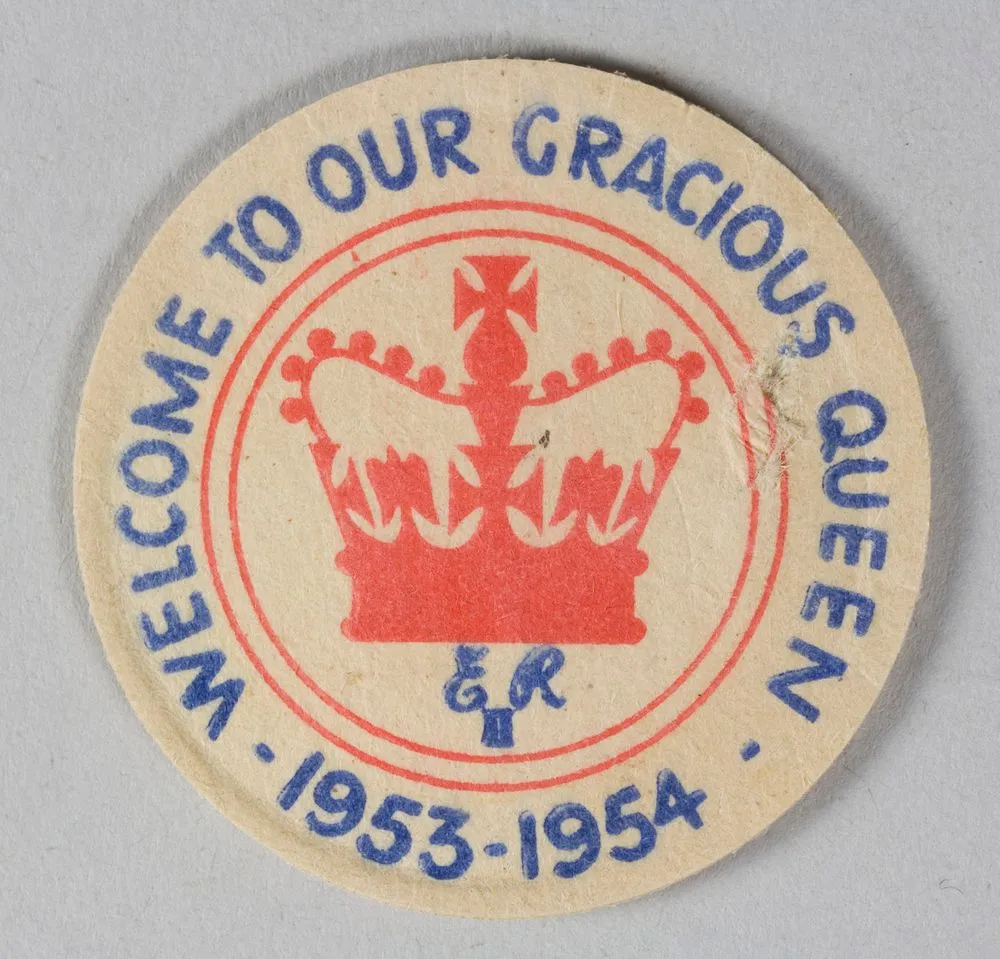 WELCOME TO OUR GRACIOUS QUEEN
E R
II
- 1953-1954 -